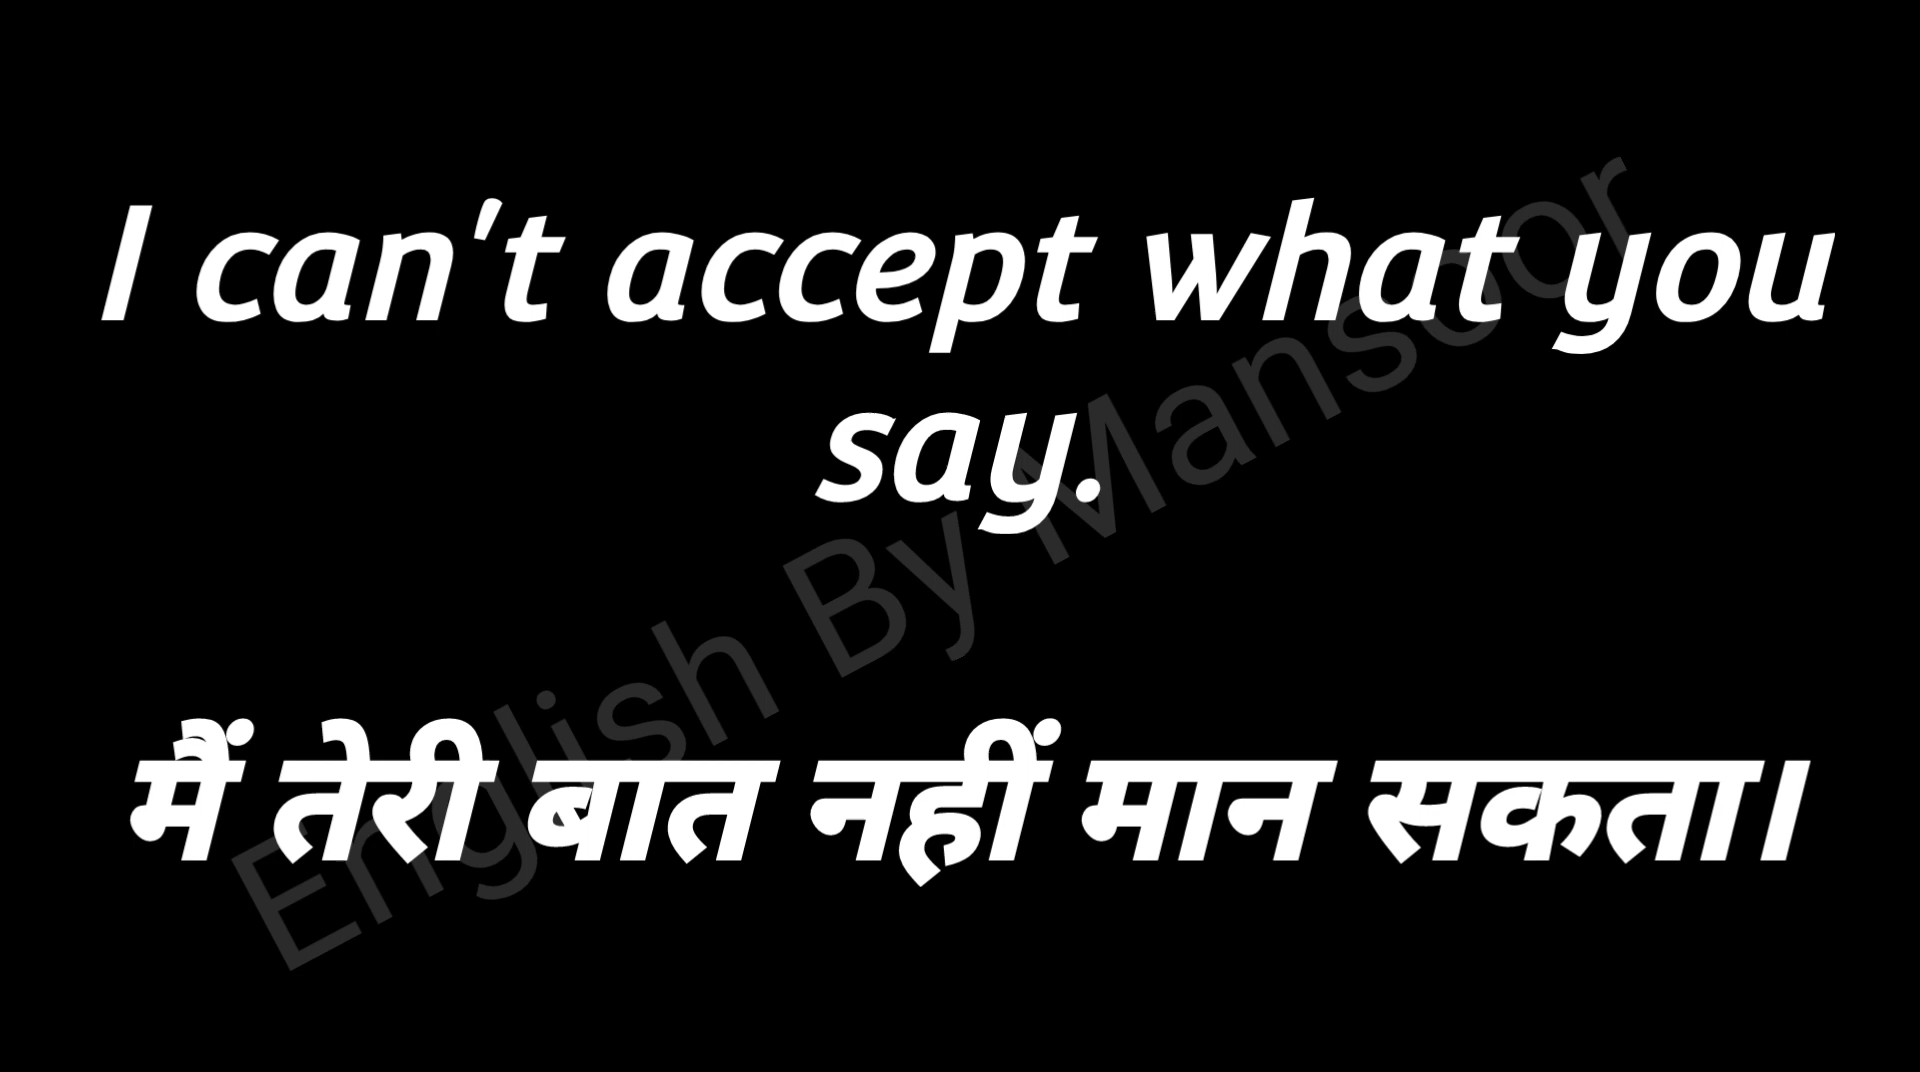 I can't accept what you
say.
मैं तेरी बात नहीं मान सकता।
English By Mansoor